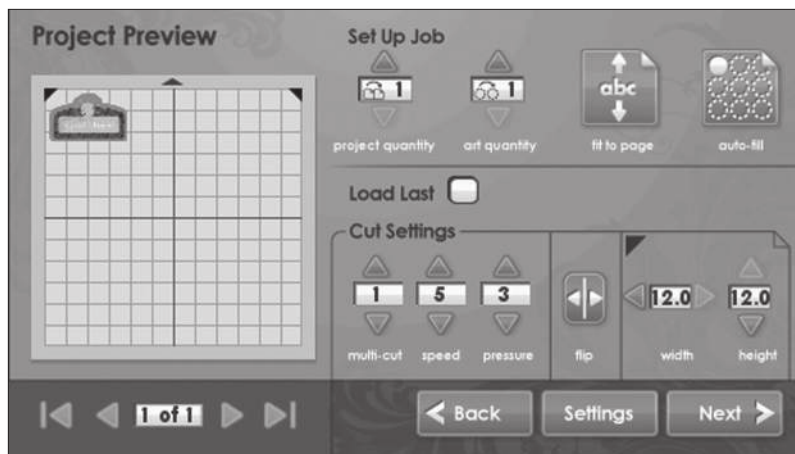 Project Preview
Set Up Job
1
1
abc
project quantity
art quantity
fit to page
auto-fill
Load Last
Cut Settings
1
5
3
12.0
12.0
multi-cut
speed
pressure
flip
width
height
1 of 1
Back
Settings
Next